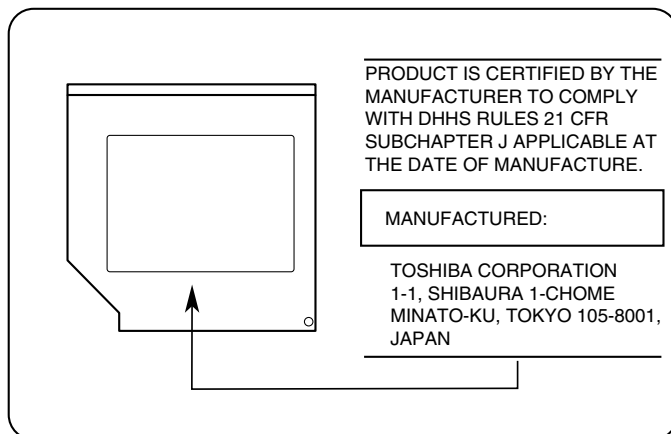 PRODUCT IS CERTIFIED BY THE
MANUFACTURER TO COMPLY
WITH DHHS RULES 21 CFR
SUBCHAPTER J APPLICABLE AT
THE DATE OF MANUFACTURE.
MANUFACTURED:
TOSHIBA CORPORATION
1-1, SHIBAURA 1-CHOME
MINATO-KU, TOKYO 105-8001,
JAPAN